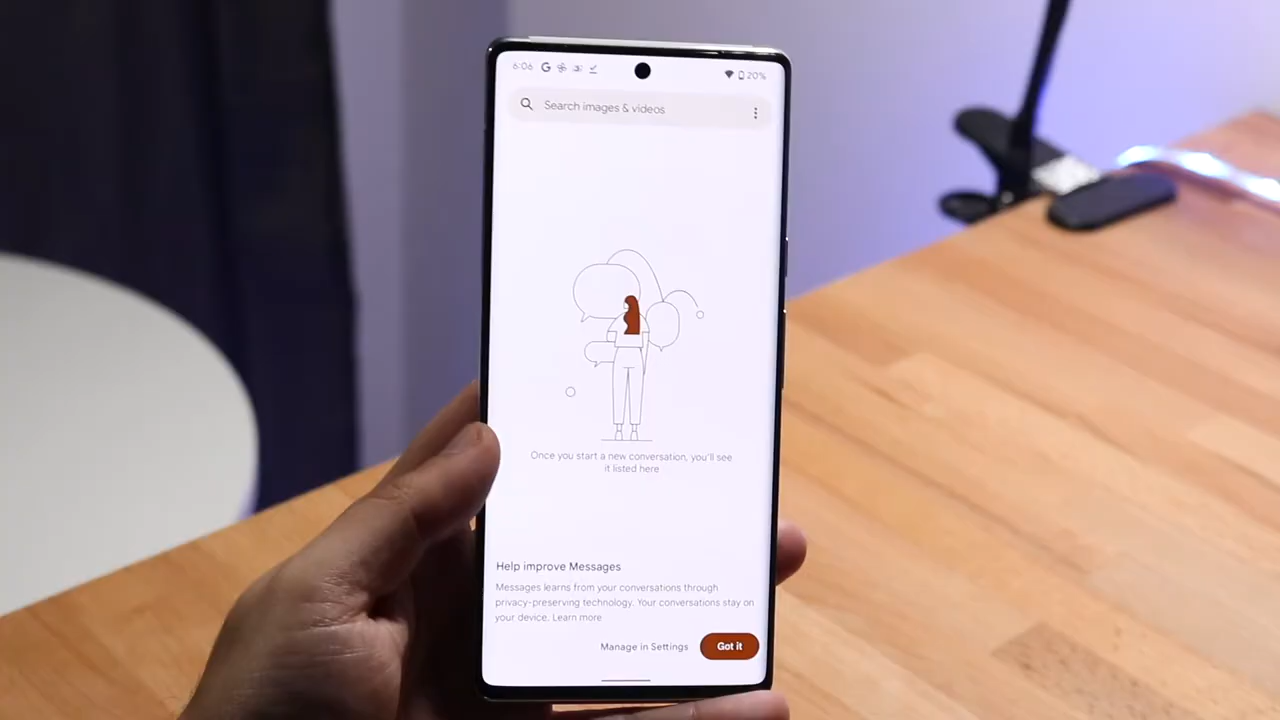 6:06 G 20%
Search images & videos
Once you start a new conversation, you'll see
it listed here
Help improve Messages
Messages learns from your conversations through
privacy-preserving technology. Your conversations stay on
your device. Learn more
Manage in Settings Got it